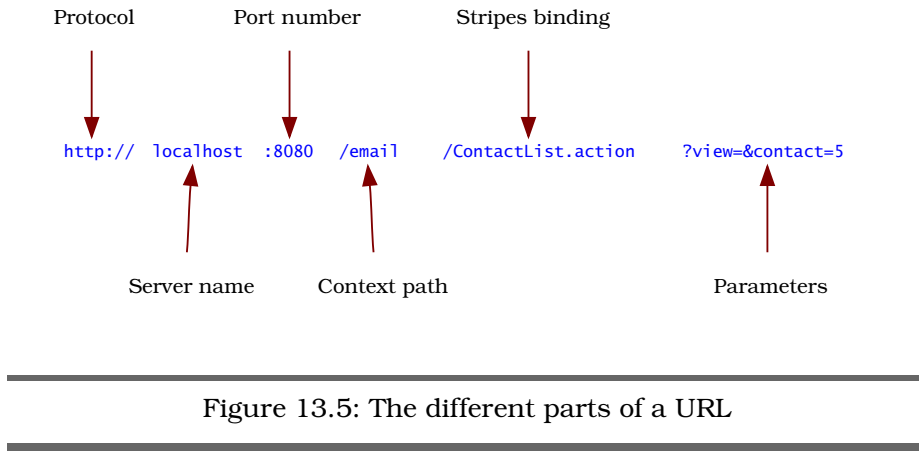 Protocol Port number Stripes binding
http:// localhost :8080 /email /ContactList.action ?view=&contact=5
Server name Context path Parameters
Figure 13.5: The different parts of a URL